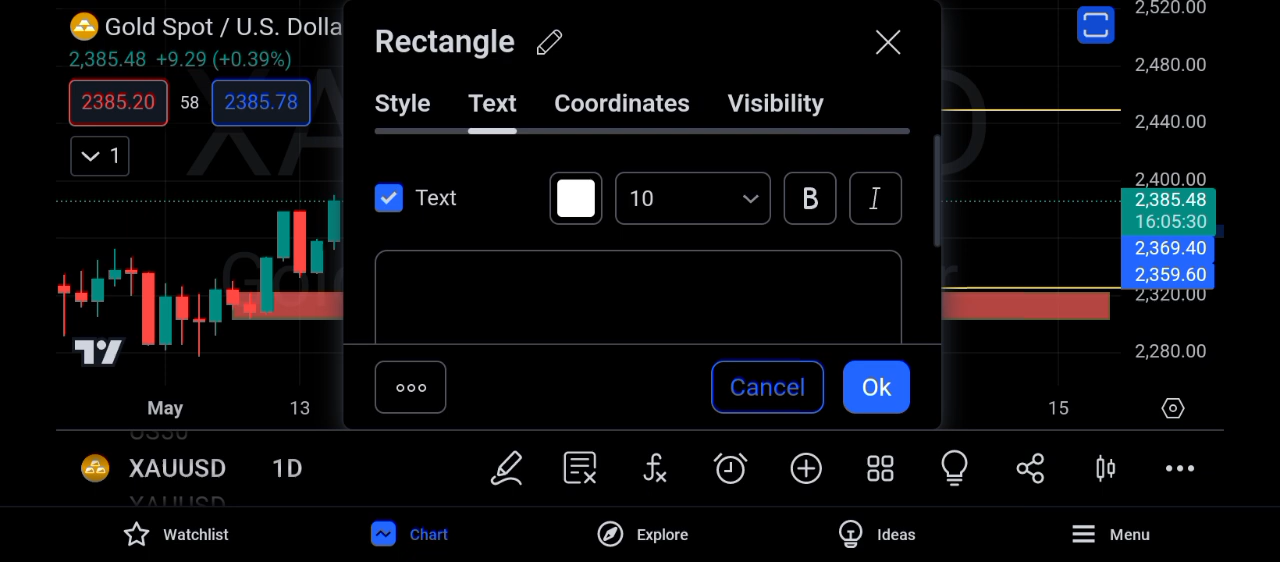 Gold Spot / U.S. Dolla
2,385.48 +9.29 (+0.39%)
2385.20 58 2385.78
1
Rectangle
Style Text Coordinates Visibility
Text 10 B I
Cancel Ok
2,520.00
2,480.00
2,440.00
2,400.00
2,385.48
16:05:30
2,369.40
2,359.60
2,320.00
2,280.00
May 13 15
US30
XAUUSD 1D
XAUUSD
Watchlist Chart Explore Ideas Menu